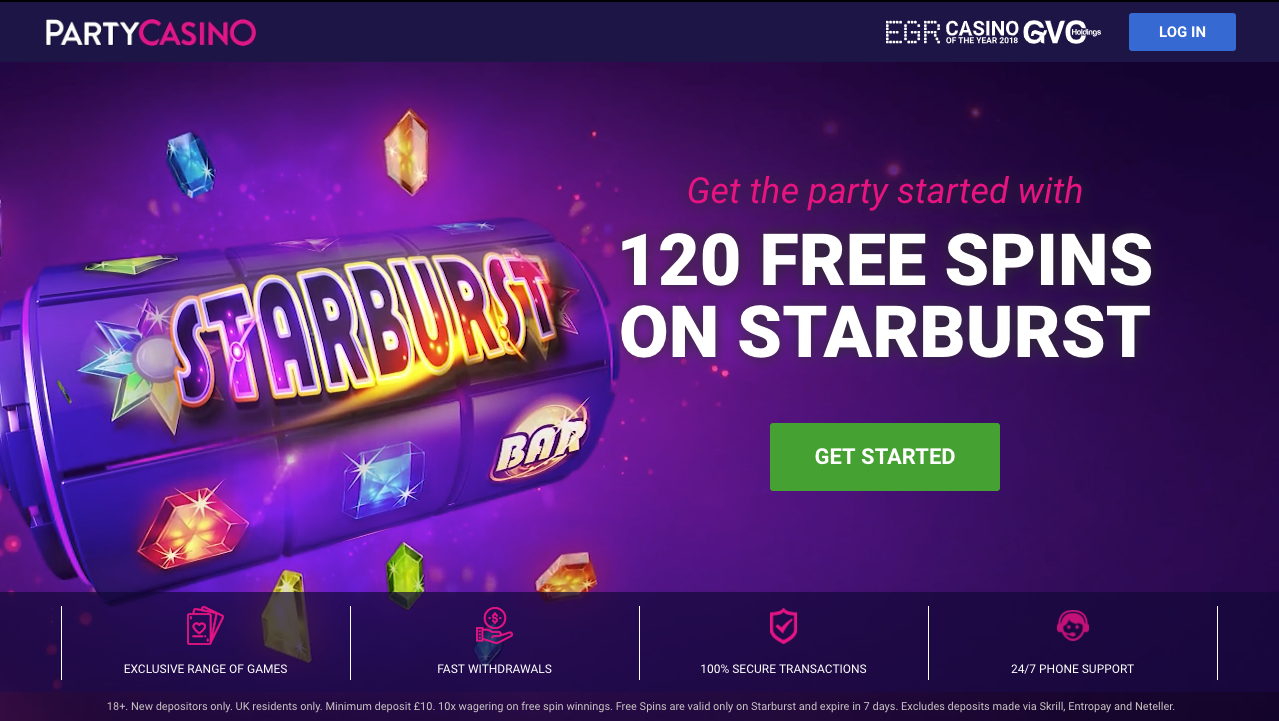 PARTYCASINO
EGR CASINO OF THE YEAR 2018 GVC Holdings
LOG IN
Get the party started with
120 FREE SPINS
ON STARBURST
STARBURST
BAR
GET STARTED
EXCLUSIVE RANGE OF GAMES
FAST WITHDRAWALS
100% SECURE TRANSACTIONS
24/7 PHONE SUPPORT
18+. New depositors only. UK residents only. Minimum deposit £10. 10x wagering on free spin winnings. Free Spins are valid only on Starburst and expire in 7 days. Excludes deposits made via Skrill, Entropay and Neteller.